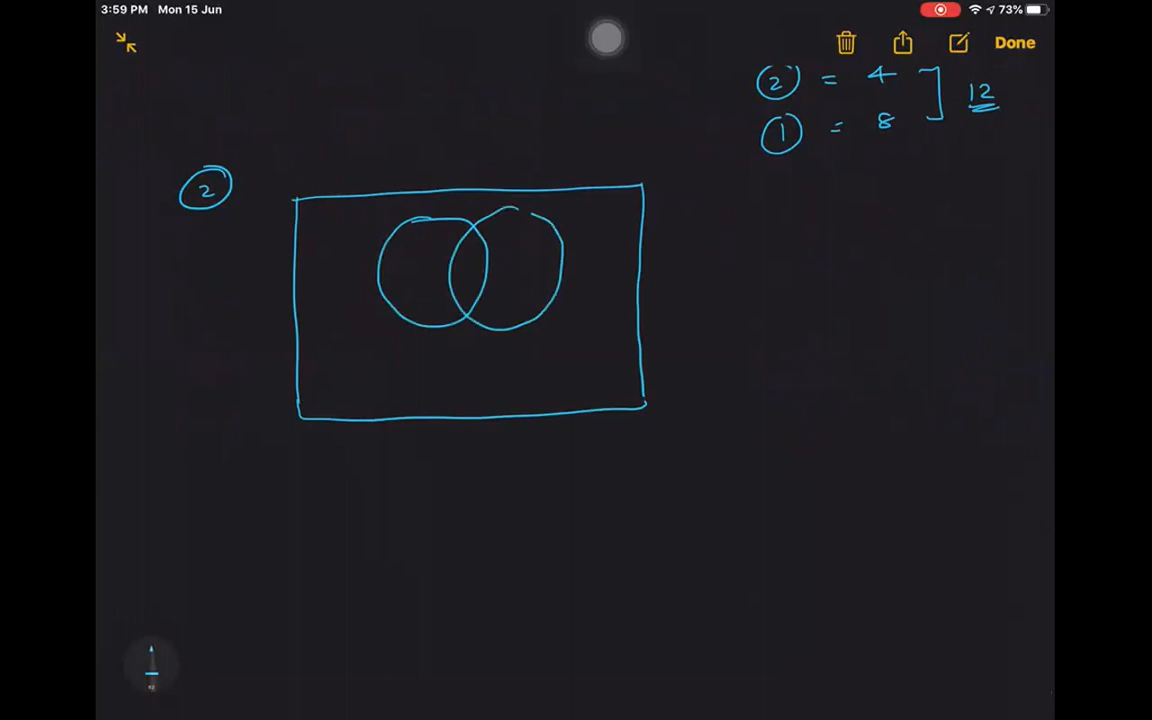 3:59 PM Mon 15 Jun
73%
Done
② = 4
① = 8
12
②